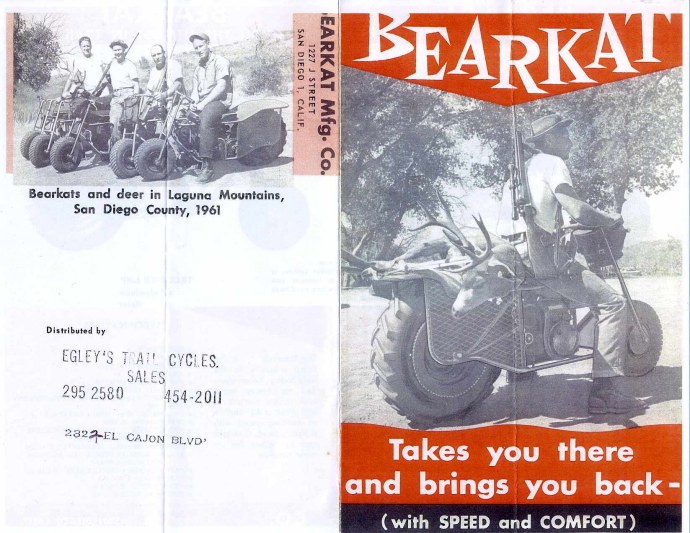 BEARKAT Mfg. Co.
1227 J STREET
SAN DIEGO 1, CALIF.
Bearkats and deer in Laguna Mountains,
San Diego County, 1961
Distributed by
EGLEY'S TRAIL CYCLES.
SALES
295 2580 454-2011
2322 EL CAJON BLVD'
BEARKAT
Takes you there
and brings you back -
(with SPEED and COMFORT)